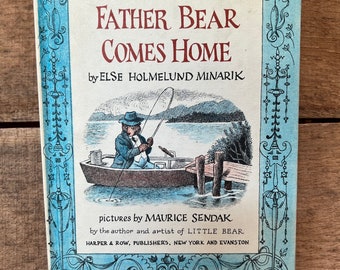 FATHER BEAR
COMES HOME
by ELSE HOLMELUND MINARIK
pictures by MAURICE SENDAK
by the author and artist of LITTLE BEAR
HARPER & ROW, PUBLISHERS, NEW YORK AND EVANSTON